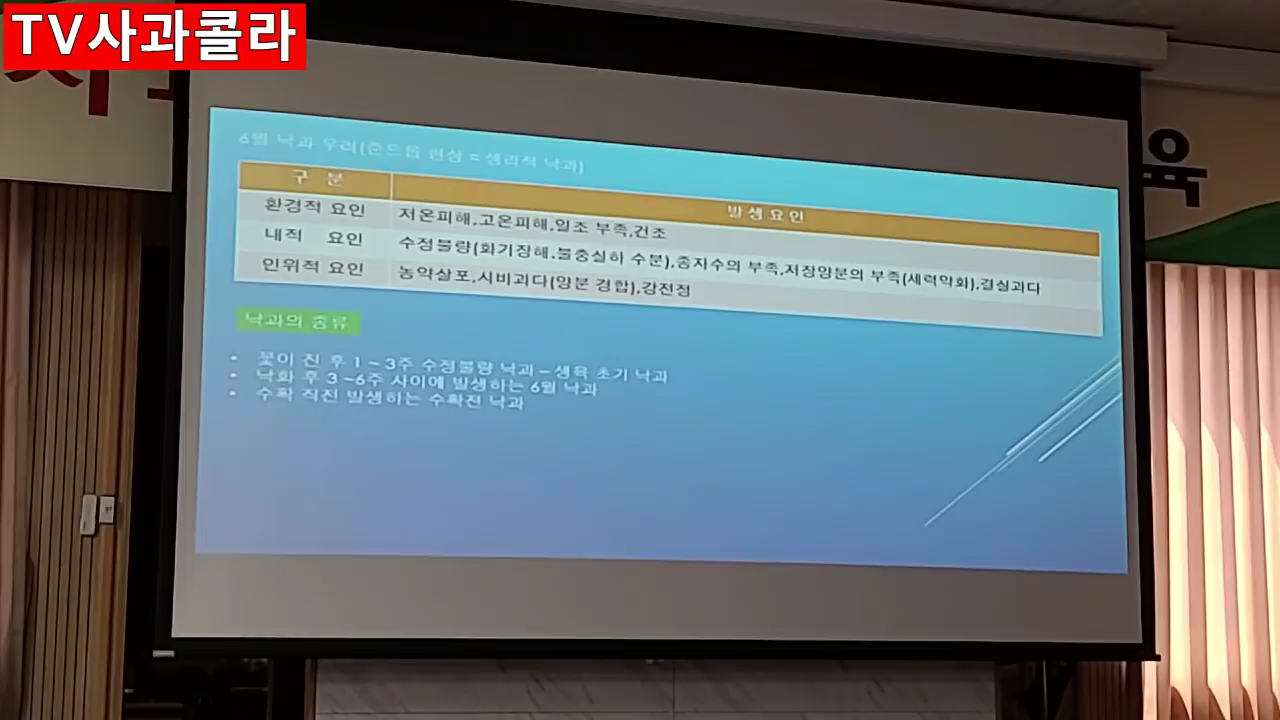 TV사과콜라
육
6월 낙과 우려(준드롭 현상 = 생리적 낙과)
구 분 발생요인
환경적 요인 저온피해,고온피해,일조 부족,건조
내적 요인 수정불량(화기장해.불충실하 수분),종자수의 부족,저장양분의 부족(세력약화),결실과다
인위적 요인 농약살포,시비과다(양분 경합),강전정
낙과의 종류
• 꽃이 진 후 1 ~ 3주 수정불량 낙과 – 생육 초기 낙과
• 낙화 후 3 ~6주 사이에 발생하는 6월 낙과
• 수확 직전 발생하는 수확전 낙과